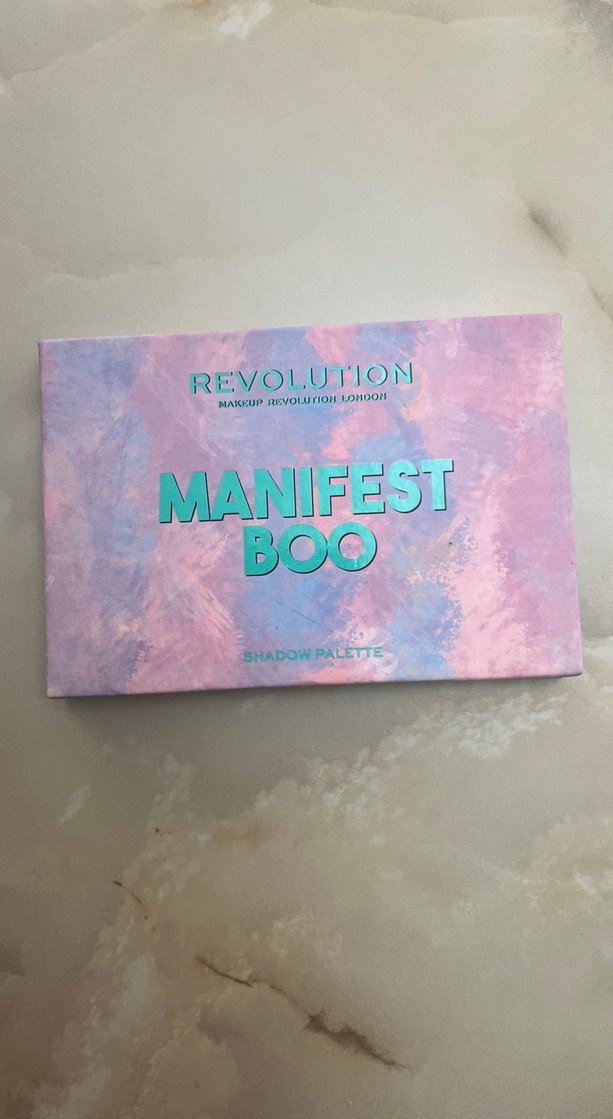 REVOLUTION
MAKEUP REVOLUTION LONDON
MANIFEST
BOO
SHADOW PALETTE